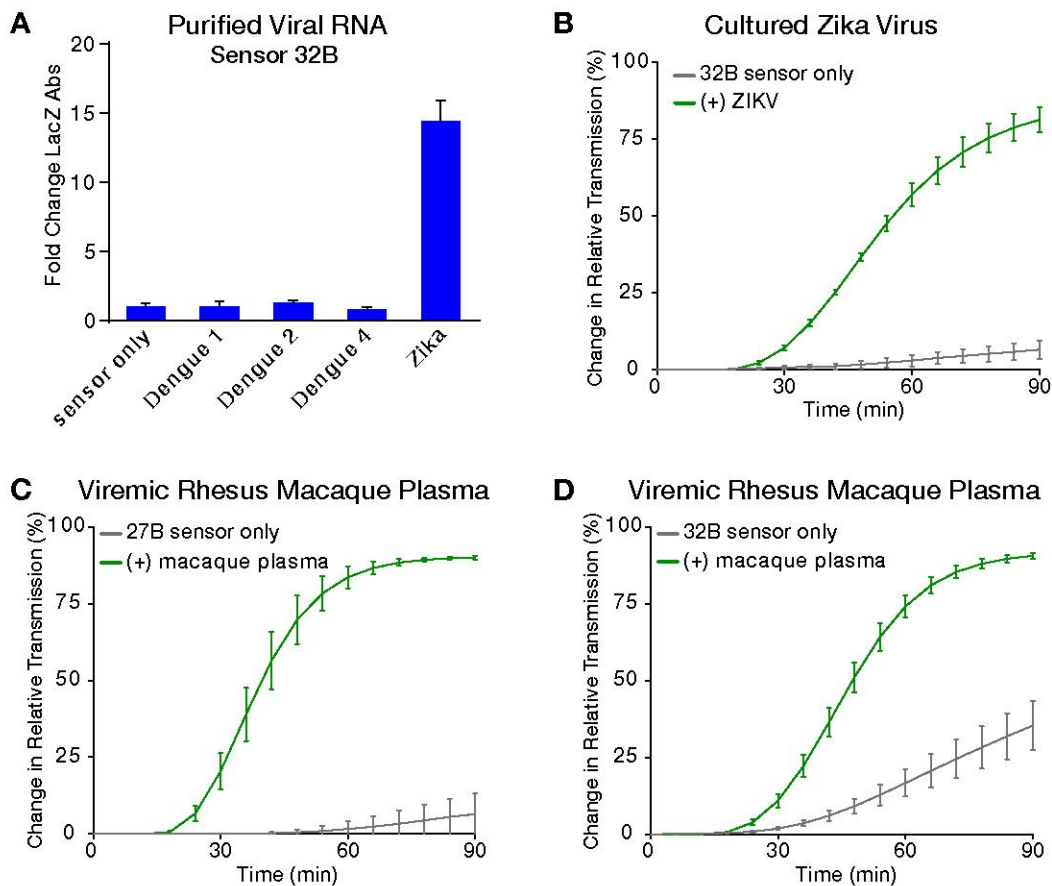 A Purified Viral RNA
Sensor 32B
Fold Change LacZ Abs
20
15
10
5
0
sensor only
Dengue 1
Dengue 2
Dengue 4
Zika
B Cultured Zika Virus
Change in Relative Transmission (%)
100
75
50
25
0
32B sensor only
(+) ZIKV
0 30 60 90
Time (min)
C Viremic Rhesus Macaque Plasma
Change in Relative Transmission (%)
100
75
50
25
0
27B sensor only
(+) macaque plasma
0 30 60 90
Time (min)
D Viremic Rhesus Macaque Plasma
Change in Relative Transmission (%)
100
75
50
25
0
32B sensor only
(+) macaque plasma
0 30 60 90
Time (min)